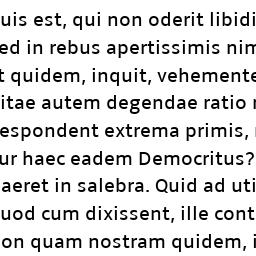 uis est, qui non oderit libidi
ed in rebus apertissimis nim
t quidem, inquit, vehemente
itae autem degendae ratio
espondent extrema primis,
ur haec eadem Democritus?
aeret in salebra. Quid ad uti
uod cum dixissent, ille cont
on quam nostram quidem, i